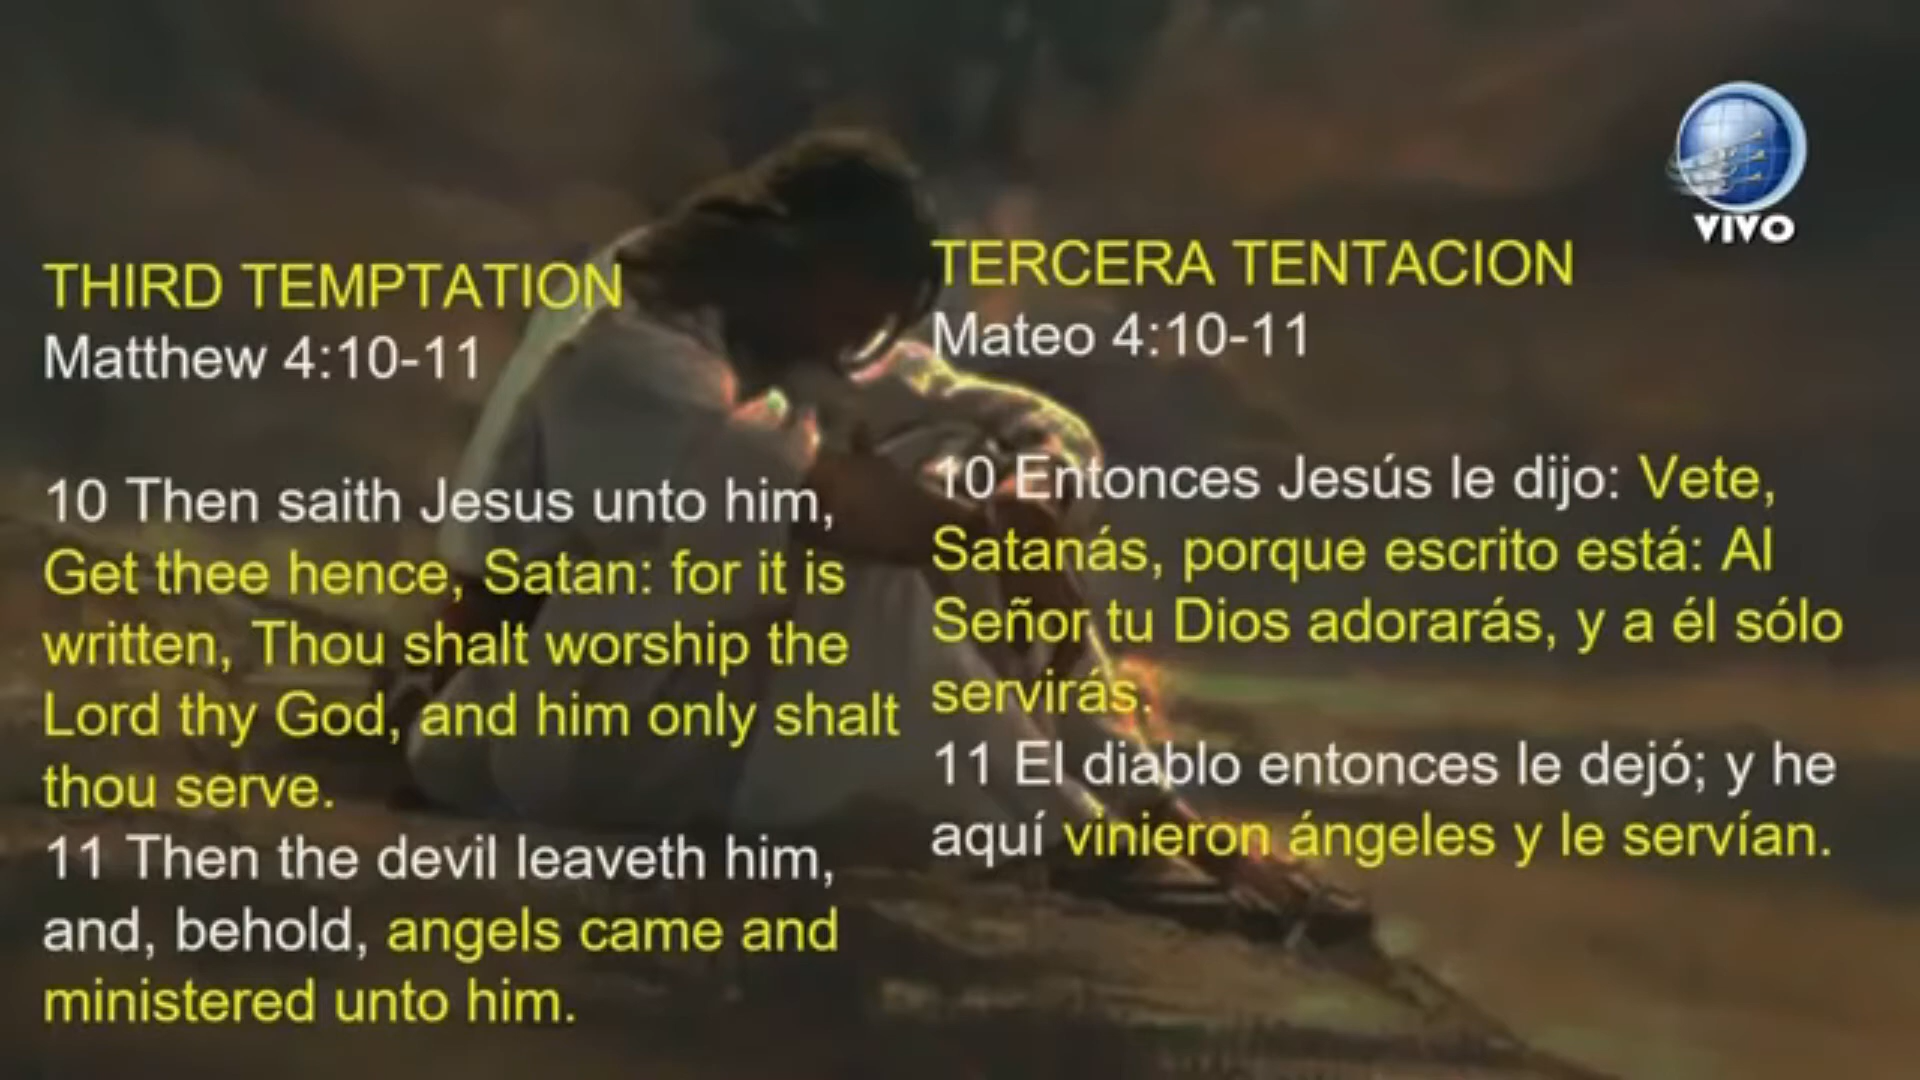 THIRD TEMPTATION
Matthew 4:10-11
10 Then saith Jesus unto him,
Get thee hence, Satan: for it is
written, Thou shalt worship the
Lord thy God, and him only shalt
thou serve.
11 Then the devil leaveth him,
and, behold, angels came and
ministered unto him.
TERCERA TENTACION
Mateo 4:10-11
10 Entonces Jesús le dijo: Vete,
Satanás, porque escrito está: Al
Señor tu Dios adorarás, y a él sólo
servirás.
11 El diablo entonces le dejó; y he
aquí vinieron ángeles y le servían.
VIVO